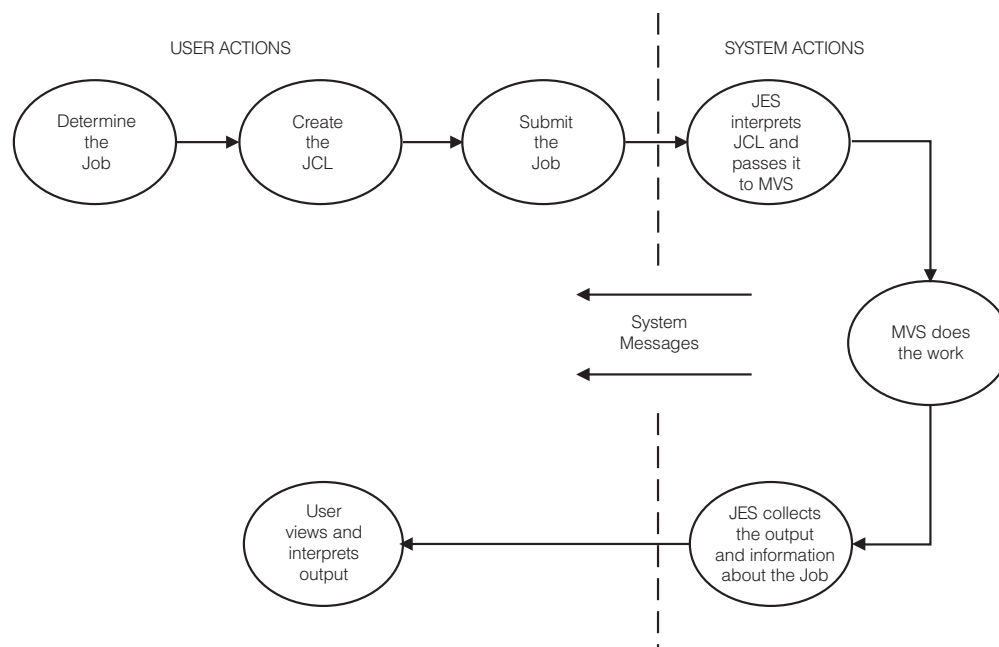 USER ACTIONS
SYSTEM ACTIONS
Determine
the
Job
Create
the
JCL
Submit
the
Job
JES
interprets
JCL and
passes it
to MVS
System
Messages
MVS does
the work
User
views and
interprets
output
JES collects
the output
and information
about the Job